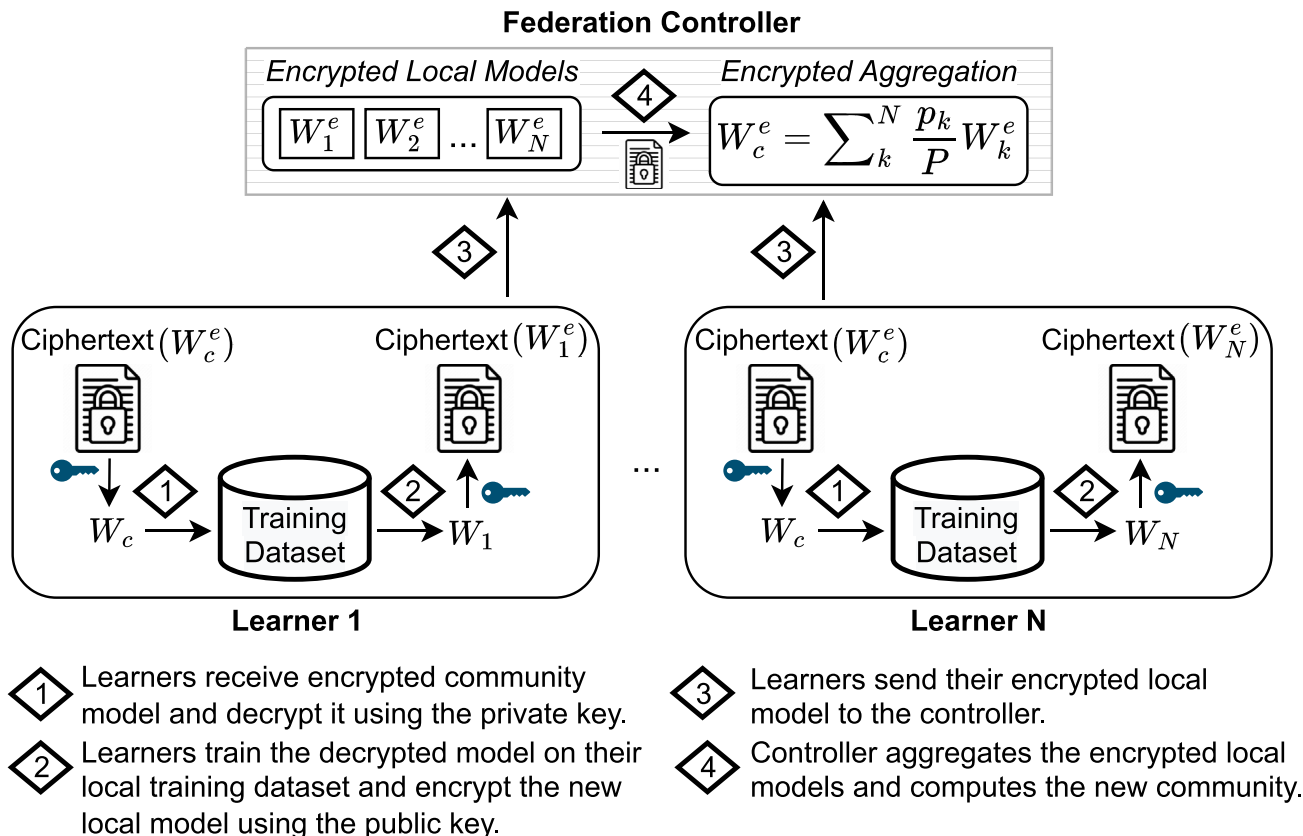 Federation Controller
Encrypted Local Models
4
Encrypted Aggregation
W_1^e W_2^e ... W_N^e
W_c^e = ∑_k^N p_k/P W_k^e
3
3
Ciphertext (W_c^e)
Ciphertext (W_1^e)
1
2
W_c
Training
Dataset
W_1
Learner 1
...
Ciphertext (W_c^e)
Ciphertext (W_N^e)
1
2
W_c
Training
Dataset
W_N
Learner N
1
Learners receive encrypted community
model and decrypt it using the private key.
2
Learners train the decrypted model on their
local training dataset and encrypt the new
local model using the public key.
3
Learners send their encrypted local
model to the controller.
4
Controller aggregates the encrypted local
models and computes the new community.